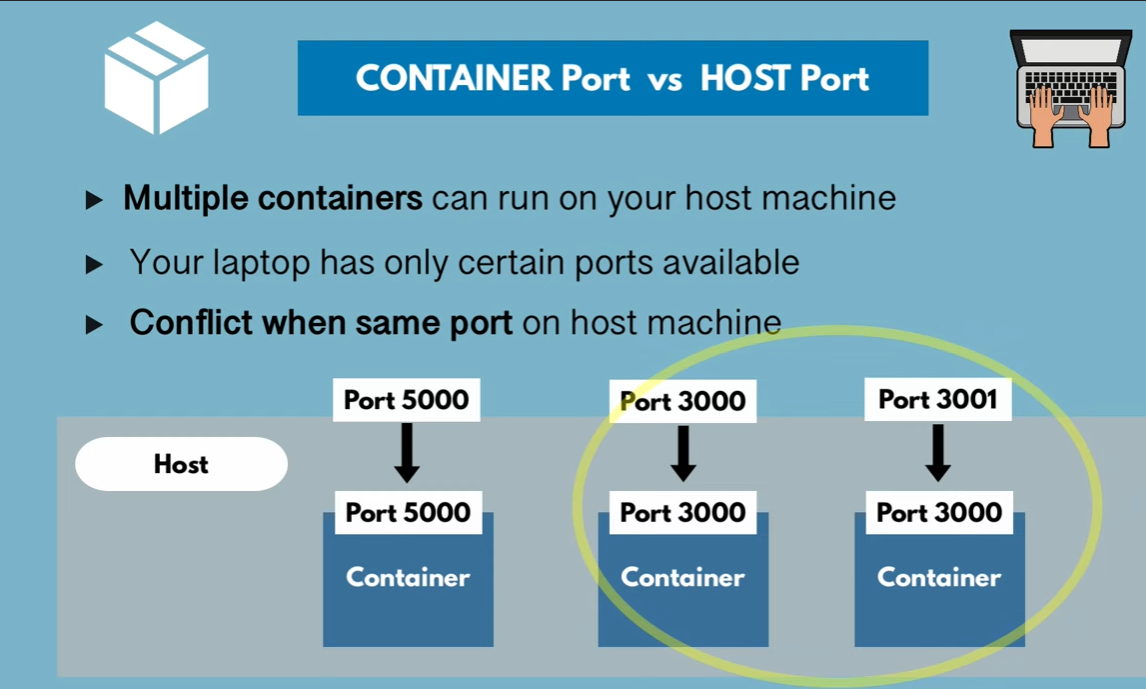 CONTAINER Port vs HOST Port
Multiple containers can run on your host machine
Your laptop has only certain ports available
Conflict when same port on host machine
Port 5000
Port 3000
Port 3001
Host
Port 5000
Port 3000
Port 3000
Container
Container
Container